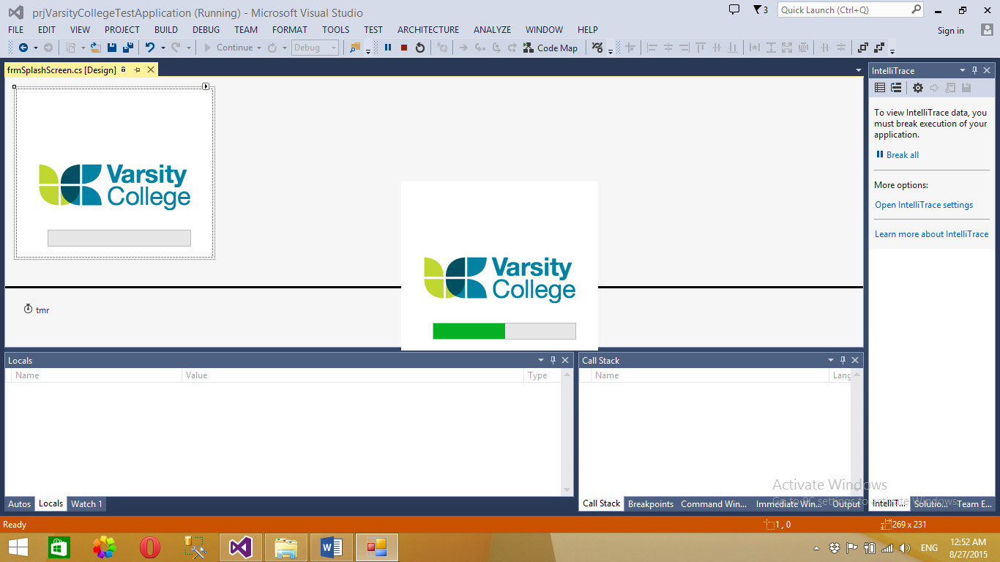 prjVarsityCollegeTestApplication (Running) - Microsoft Visual Studio
3
Quick Launch (Ctrl+Q)
FILE EDIT VIEW PROJECT BUILD DEBUG TEAM FORMAT TOOLS TEST ARCHITECTURE ANALYZE WINDOW HELP
Sign in
Continue Debug Code Map
frmSplashScreen.cs [Design]
Varsity
College
tmr
Varsity
College
IntelliTrace
To view IntelliTrace data, you
must break execution of your
application.
Break all
More options:
Open IntelliTrace settings
Learn more about IntelliTrace
Locals
Name Value Type
Autos Locals Watch 1
Call Stack
Name Lang
Call Stack Breakpoints Command Win... Immediate Win... Output
IntelliT... Solutio... Team E...
Activate Windows
Go to PC settings to activate Windows.
Ready
1 , 0
269 x 231
ENG
12:52 AM
8/27/2015